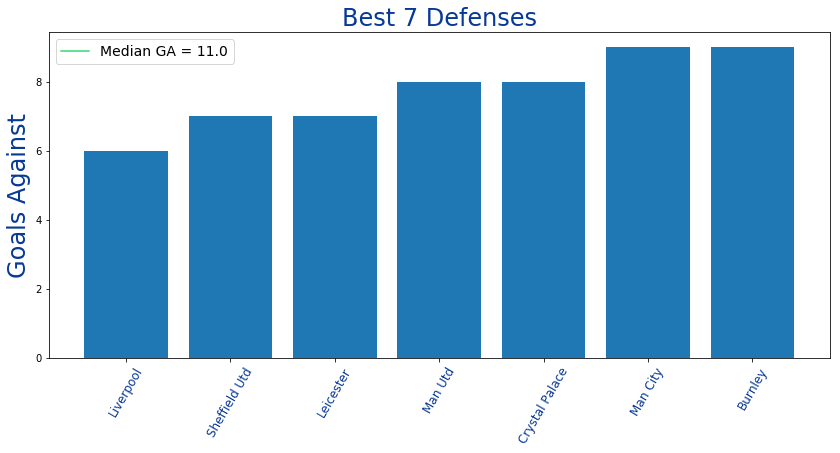 Best 7 Defenses
Median GA = 11.0
Goals Against
8
6
4
2
0
Liverpool
Sheffield Utd
Leicester
Man Utd
Crystal Palace
Man City
Burnley